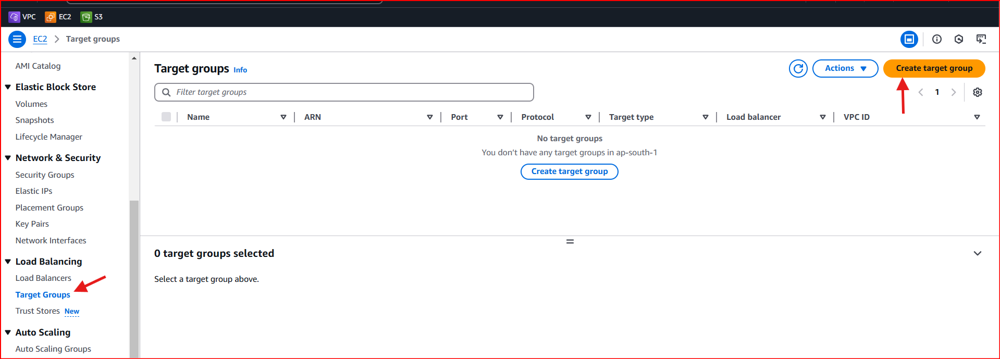 VPC EC2 S3
EC2 Target groups
AMI Catalog
Elastic Block Store
Volumes
Snapshots
Lifecycle Manager
Network & Security
Security Groups
Elastic IPs
Placement Groups
Key Pairs
Network Interfaces
Load Balancing
Load Balancers
Target Groups
Trust Stores New
Auto Scaling
Auto Scaling Groups
Target groups Info
Actions Create target group
Filter target groups
1
Name ARN Port Protocol Target type Load balancer VPC ID
No target groups
You don’t have any target groups in ap-south-1
Create target group
0 target groups selected
Select a target group above.